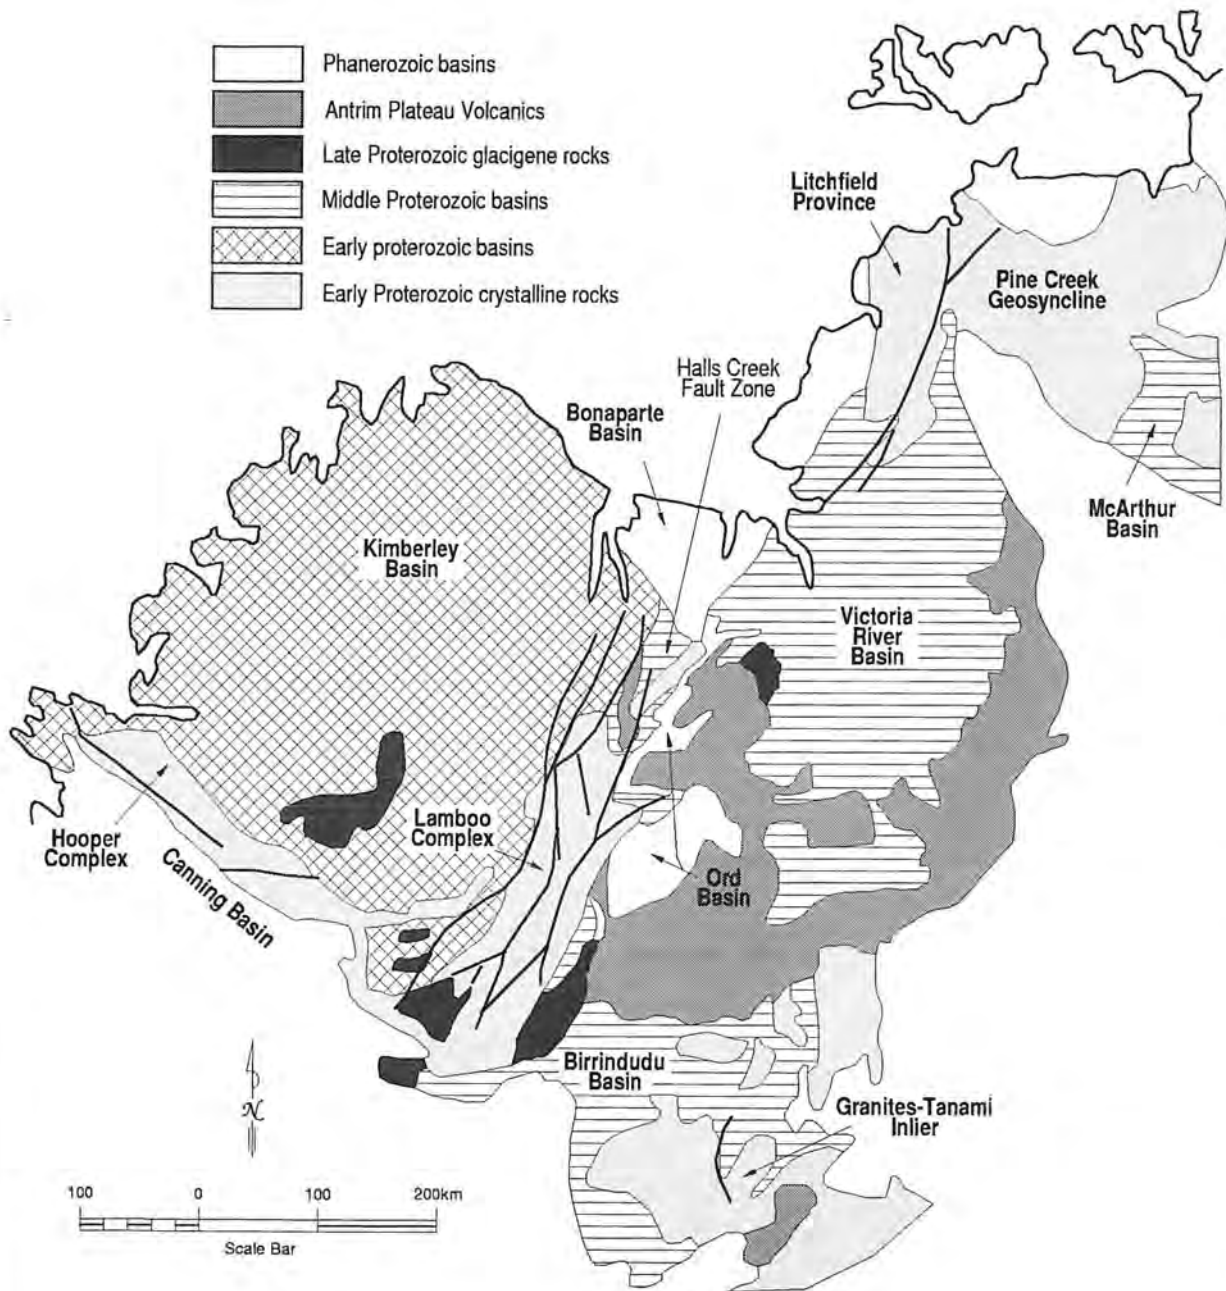 Phanerozoic basins
Antrim Plateau Volcanics
Late Proterozoic glacigene rocks
Middle Proterozoic basins
Early proterozoic basins
Early Proterozoic crystalline rocks
Litchfield
Province
Pine Creek
Geosyncline
Halls Creek
Fault Zone
Bonaparte
Basin
McArthur
Basin
Kimberley
Basin
Victoria
River
Basin
Hooper
Complex
Canning Basin
Lamboo
Complex
Ord
Basin
Birrindudu
Basin
Granites-Tanami
Inlier
N
100 0 100 200km
Scale Bar